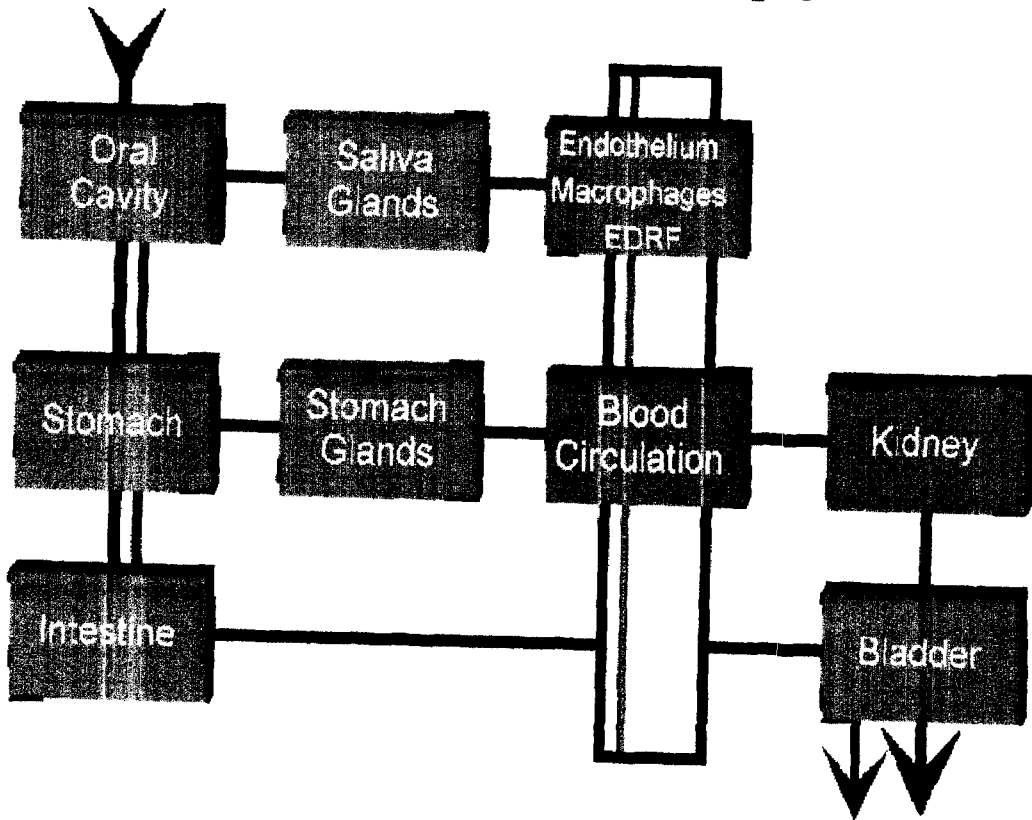 Oral
Cavity
Saliva
Glands
Endothelium
Macrophages
EDRF
Stomach
Stomach
Glands
Blood
Circulation
Kidney
Intestine
Bladder